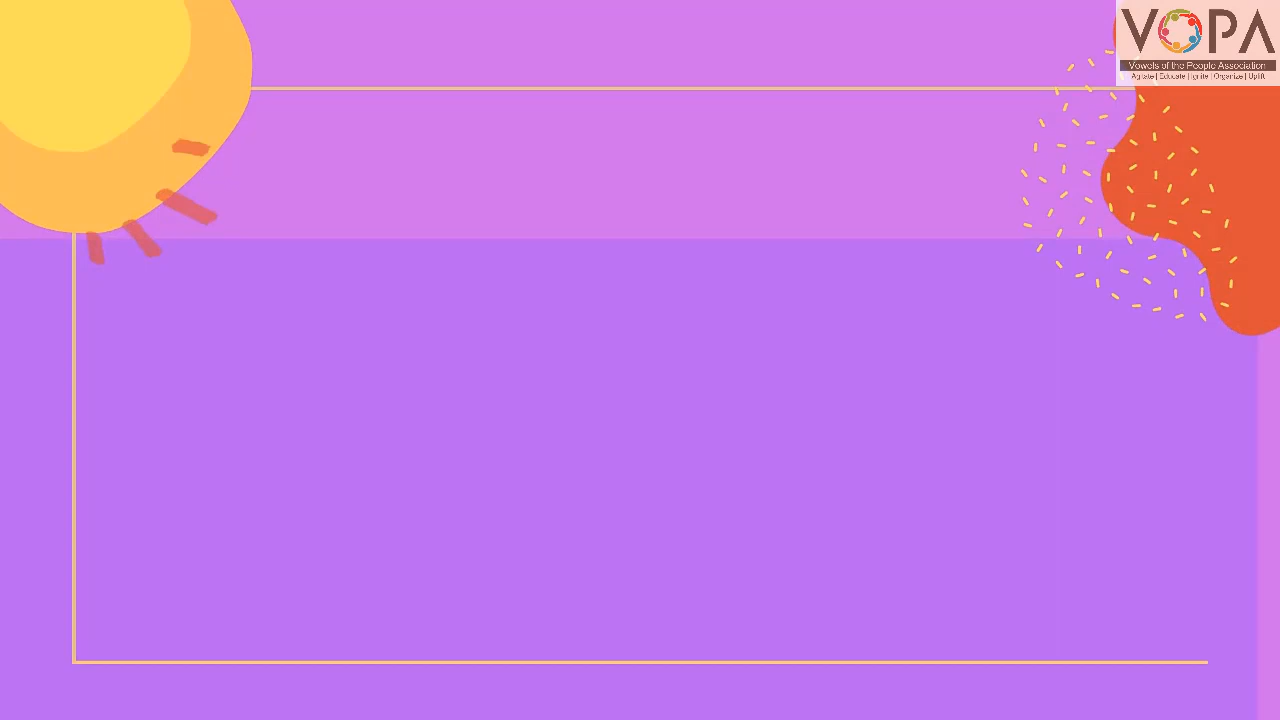 VOPA
Vowels of the People Association
Agitate | Educate | Ignite | Organize | Uplift